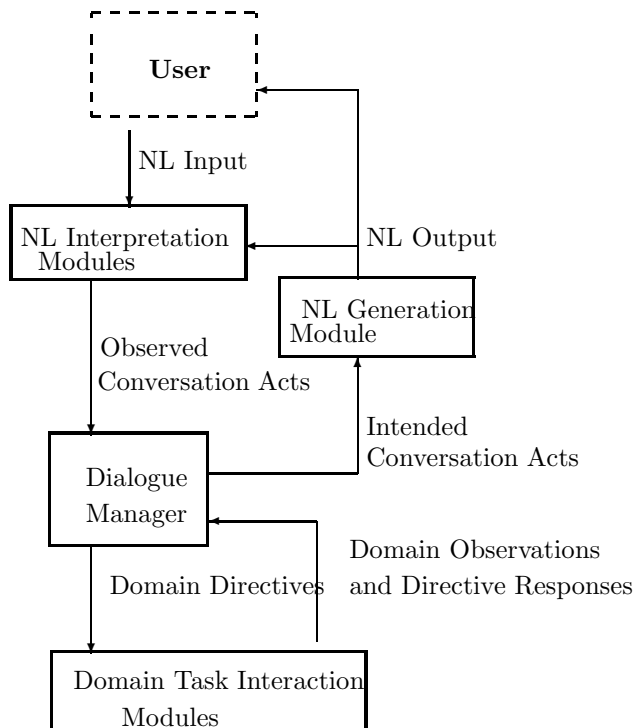 User
NL Input
NL Interpretation
Modules
NL Output
NL Generation
Module
Observed
Conversation Acts
Intended
Conversation Acts
Dialogue
Manager
Domain Directives
Domain Observations
and Directive Responses
Domain Task Interaction
Modules